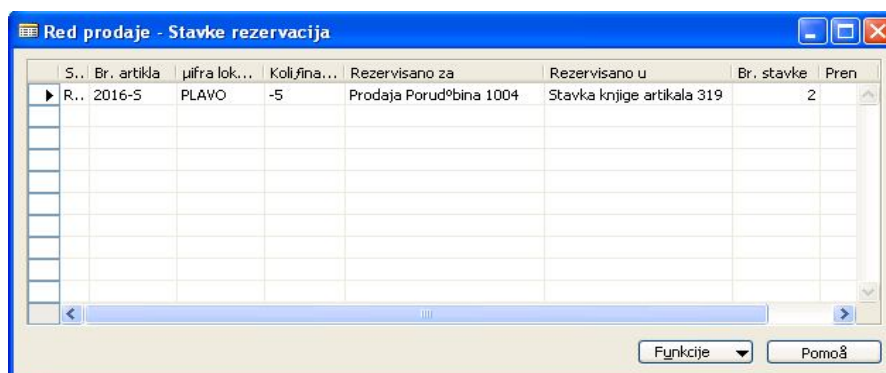 Red prodaje - Stavke rezervacija
S.. Br. artikla µifra lok... Koliƒina... Rezervisano za Rezervisano u Br. stavke Pren
R.. 2016-S PLAVO -5 Prodaja Porudºbina 1004 Stavka knjige artikala 319 2
Funkcije Pomoå